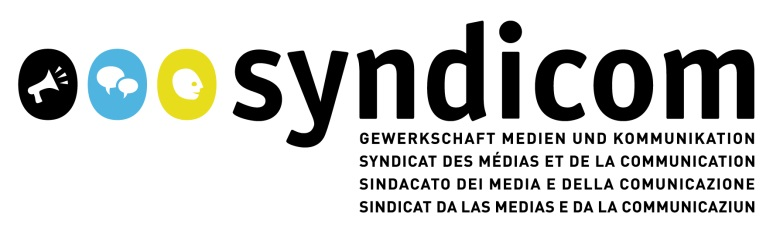 syndicom
GEWERKSCHAFT MEDIEN UND KOMMUNIKATION
SYNDICAT DES MÉDIAS ET DE LA COMMUNICATION
SINDACATO DEI MEDIA E DELLA COMUNICAZIONE
SINDICAT DA LAS MEDIAS E DA LA COMMUNICAZIUN